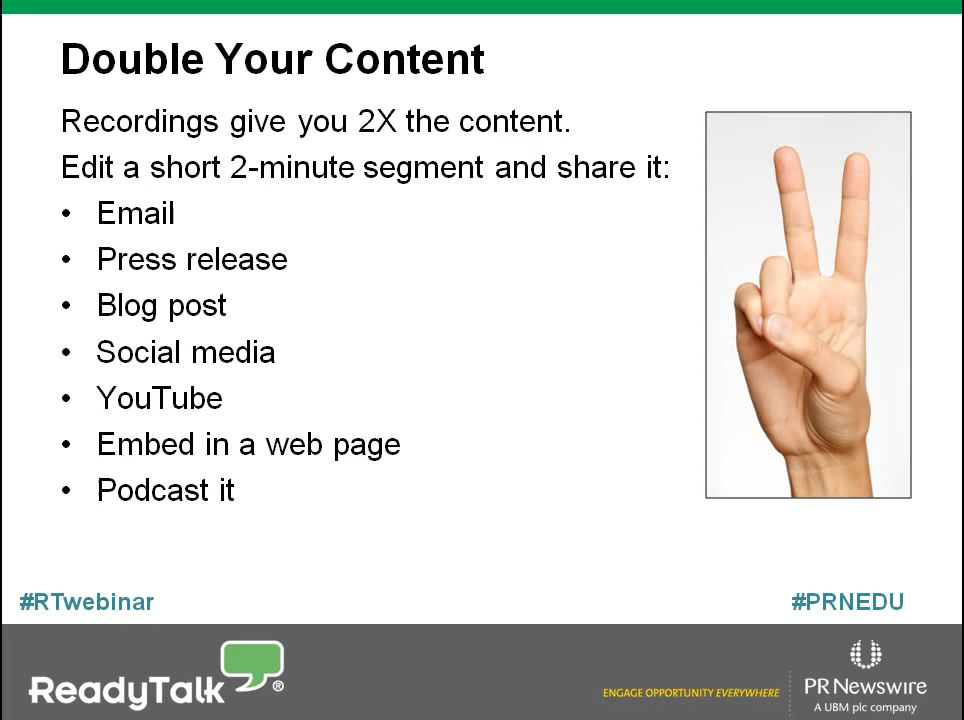 Double Your Content
Recordings give you 2X the content.
Edit a short 2-minute segment and share it:
• Email
• Press release
• Blog post
• Social media
• YouTube
• Embed in a web page
• Podcast it
#RTwebinar
#PRNEDU
ReadyTalk®
ENGAGE OPPORTUNITY EVERYWHERE
PR Newswire
A UBM plc company